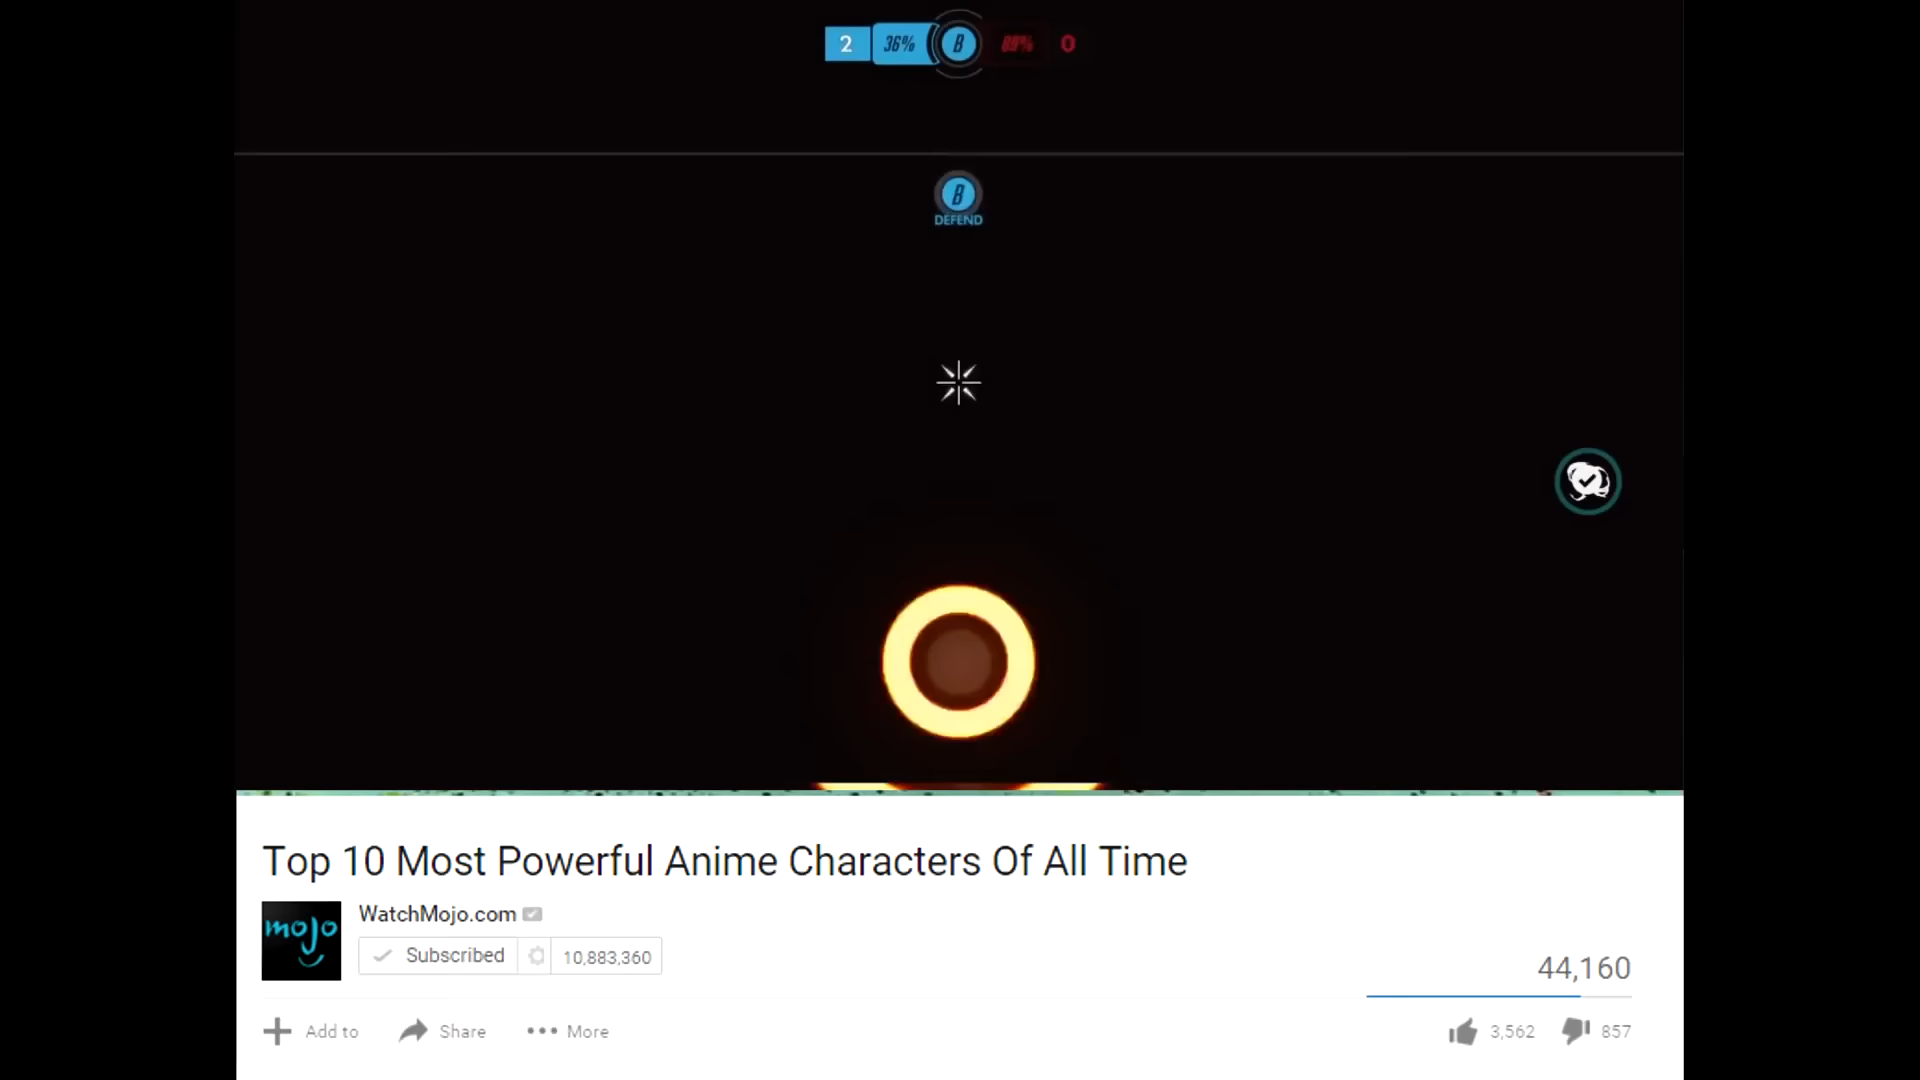 2 36% B 89% 0
B
DEFEND
Top 10 Most Powerful Anime Characters Of All Time
mojo
WatchMojo.com
Subscribed 10,883,360
44,160
Add to Share More 3,562 857